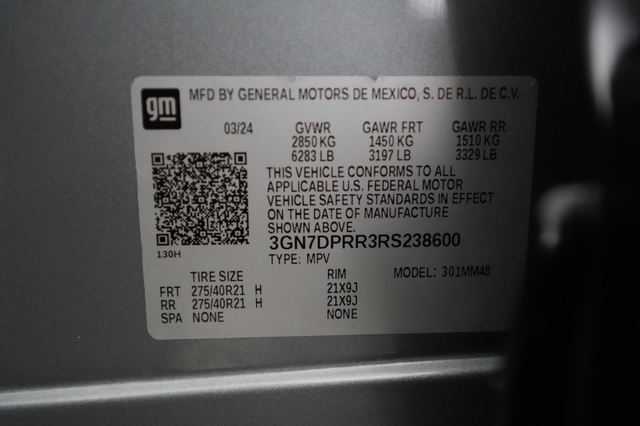 gm
MFD BY GENERAL MOTORS DE MEXICO, S. DE R.L. DE C.V.
03/24 GVWR GAWR FRT GAWR RR
2850 KG 1450 KG 1510 KG
6283 LB 3197 LB 3329 LB
THIS VEHICLE CONFORMS TO ALL
APPLICABLE U.S. FEDERAL MOTOR
VEHICLE SAFETY STANDARDS IN EFFECT
ON THE DATE OF MANUFACTURE
SHOWN ABOVE.
3GN7DPRR3RS238600
130H
TYPE: MPV MODEL: 301MM48
TIRE SIZE RIM
FRT 275/40R21 H 21X9J
RR 275/40R21 H 21X9J
SPA NONE NONE